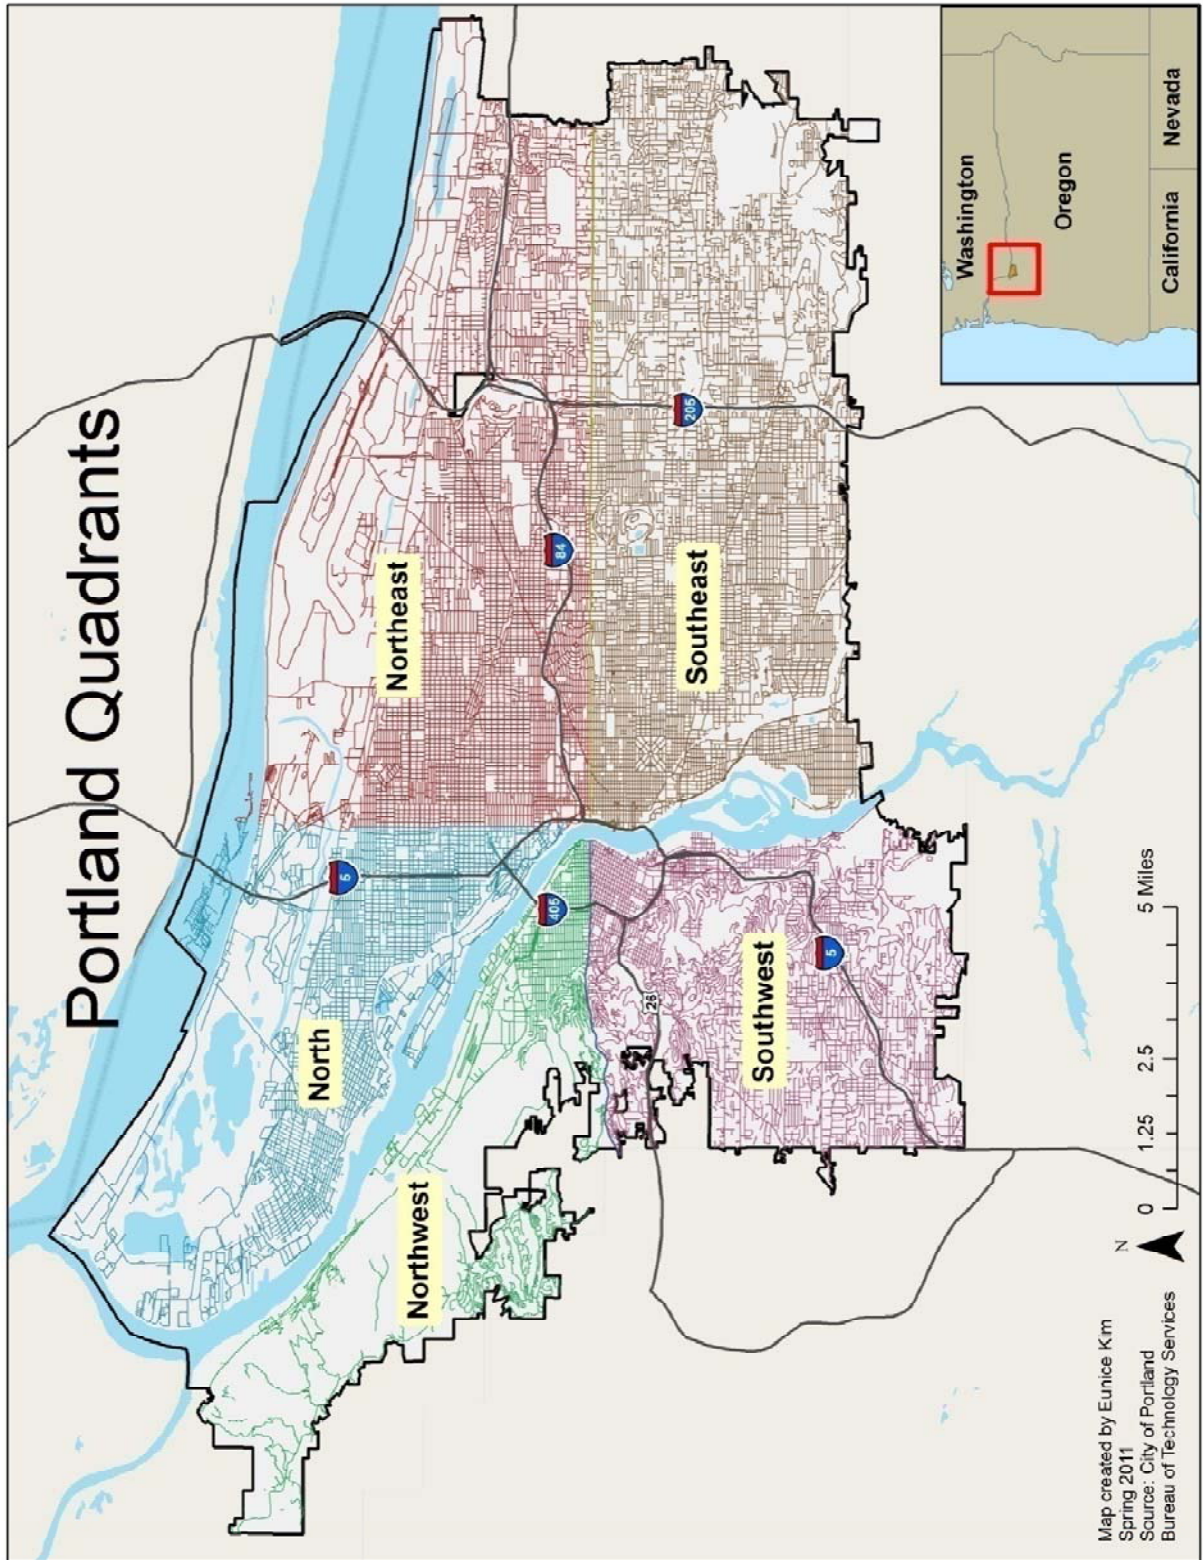 Portland Quadrants
North
Northeast
5
84
405
Northwest
Southeast
205
26
Southwest
5
Washington
Oregon
California
Nevada
Map created by Eunice Kim
Spring 2011
Source: City of Portland
Bureau of Technology Services
N
0 1.25 2.5 5 Miles